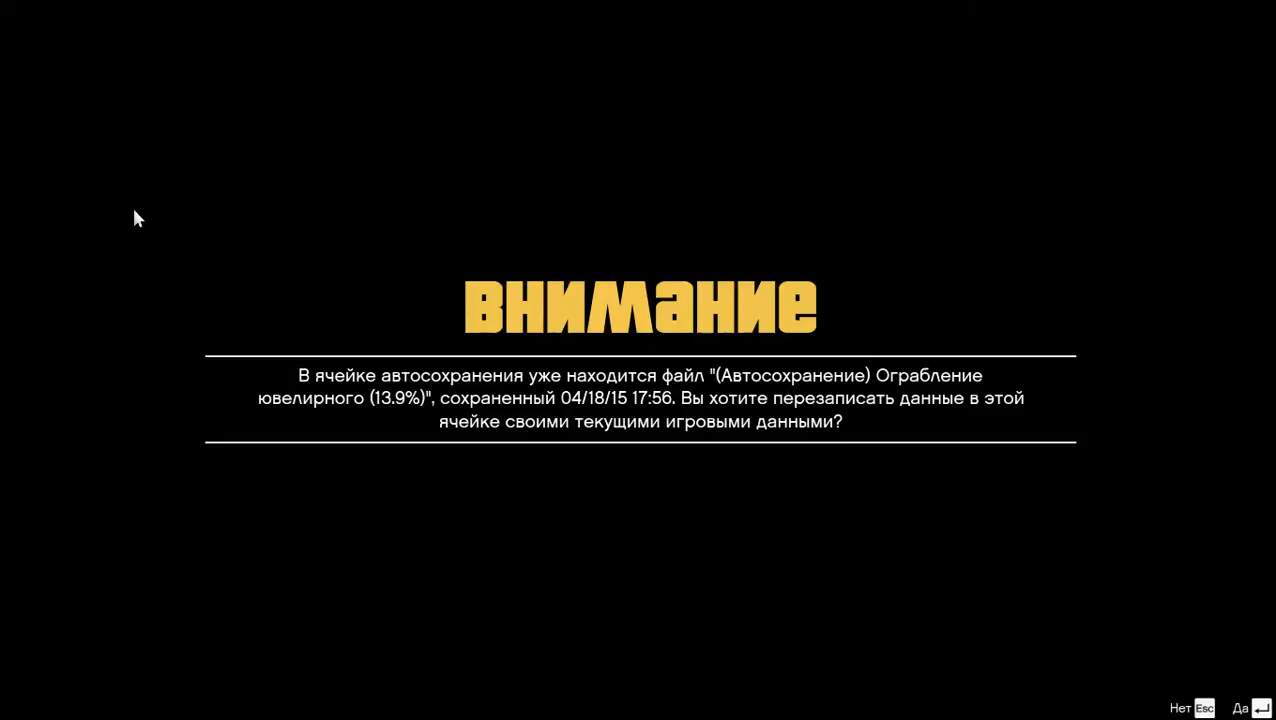 внимание
В ячейке автосохранения уже находится файл "(Автосохранение) Ограбление
ювелирного (13.9%)", сохраненный 04/18/15 17:56. Вы хотите перезаписать данные в этой
ячейке своими текущими игровыми данными?
Нет Esc Да